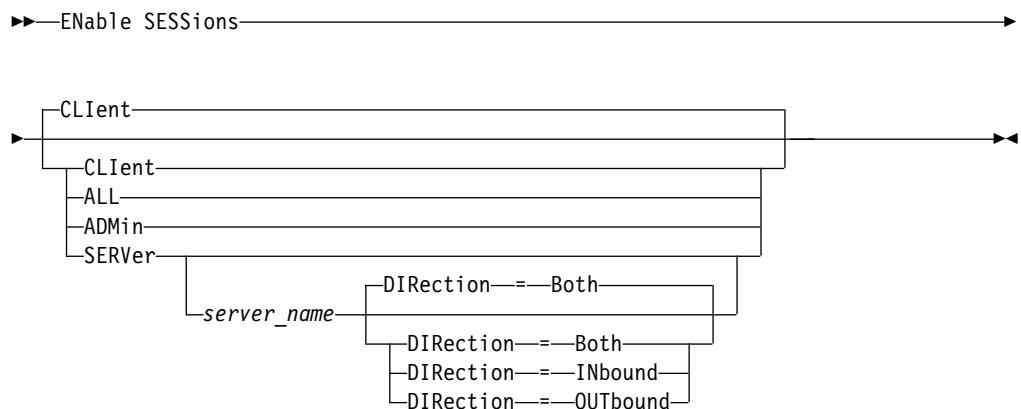 ENable SESSions
CLIent
CLIent
ALL
ADMin
SERVer
DIRection = Both
server_name
DIRection = Both
DIRection = INbound
DIRection = OUTbound